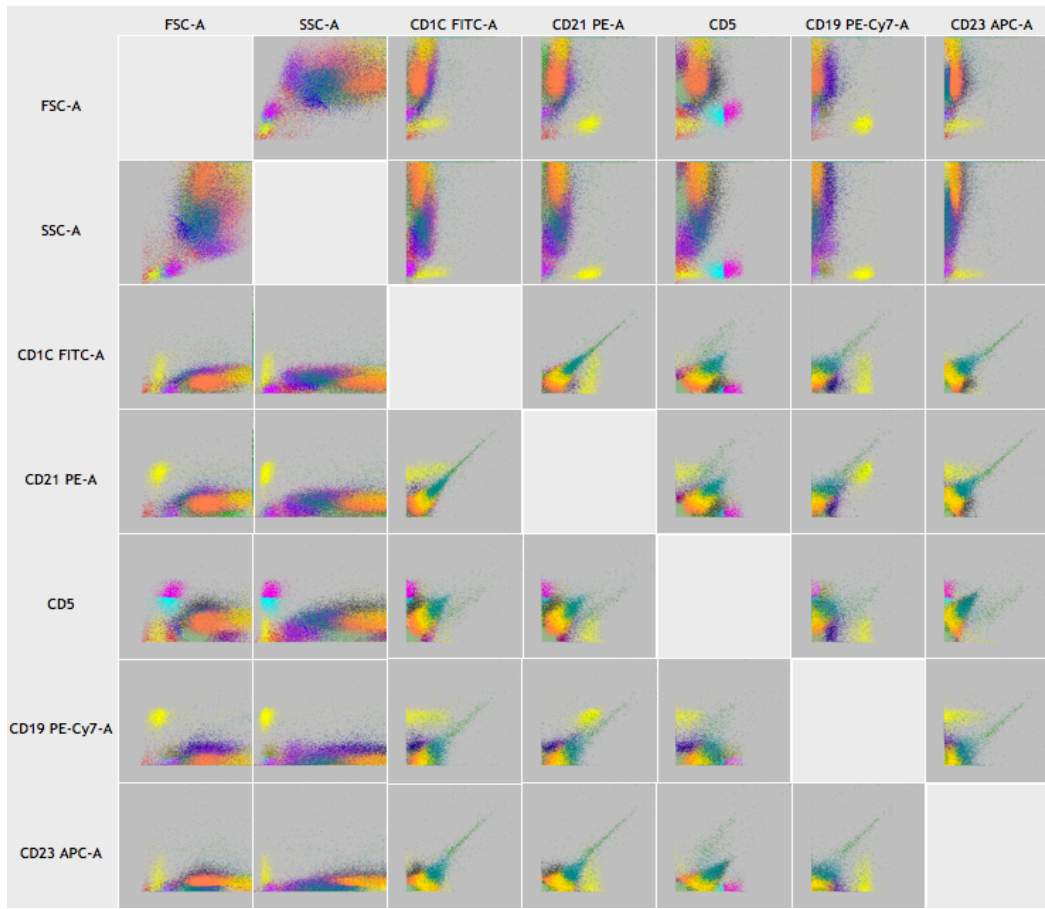 FSC-A SSC-A CD1C FITC-A CD21 PE-A CD5 CD19 PE-Cy7-A CD23 APC-A
FSC-A
SSC-A
CD1C FITC-A
CD21 PE-A
CD5
CD19 PE-Cy7-A
CD23 APC-A